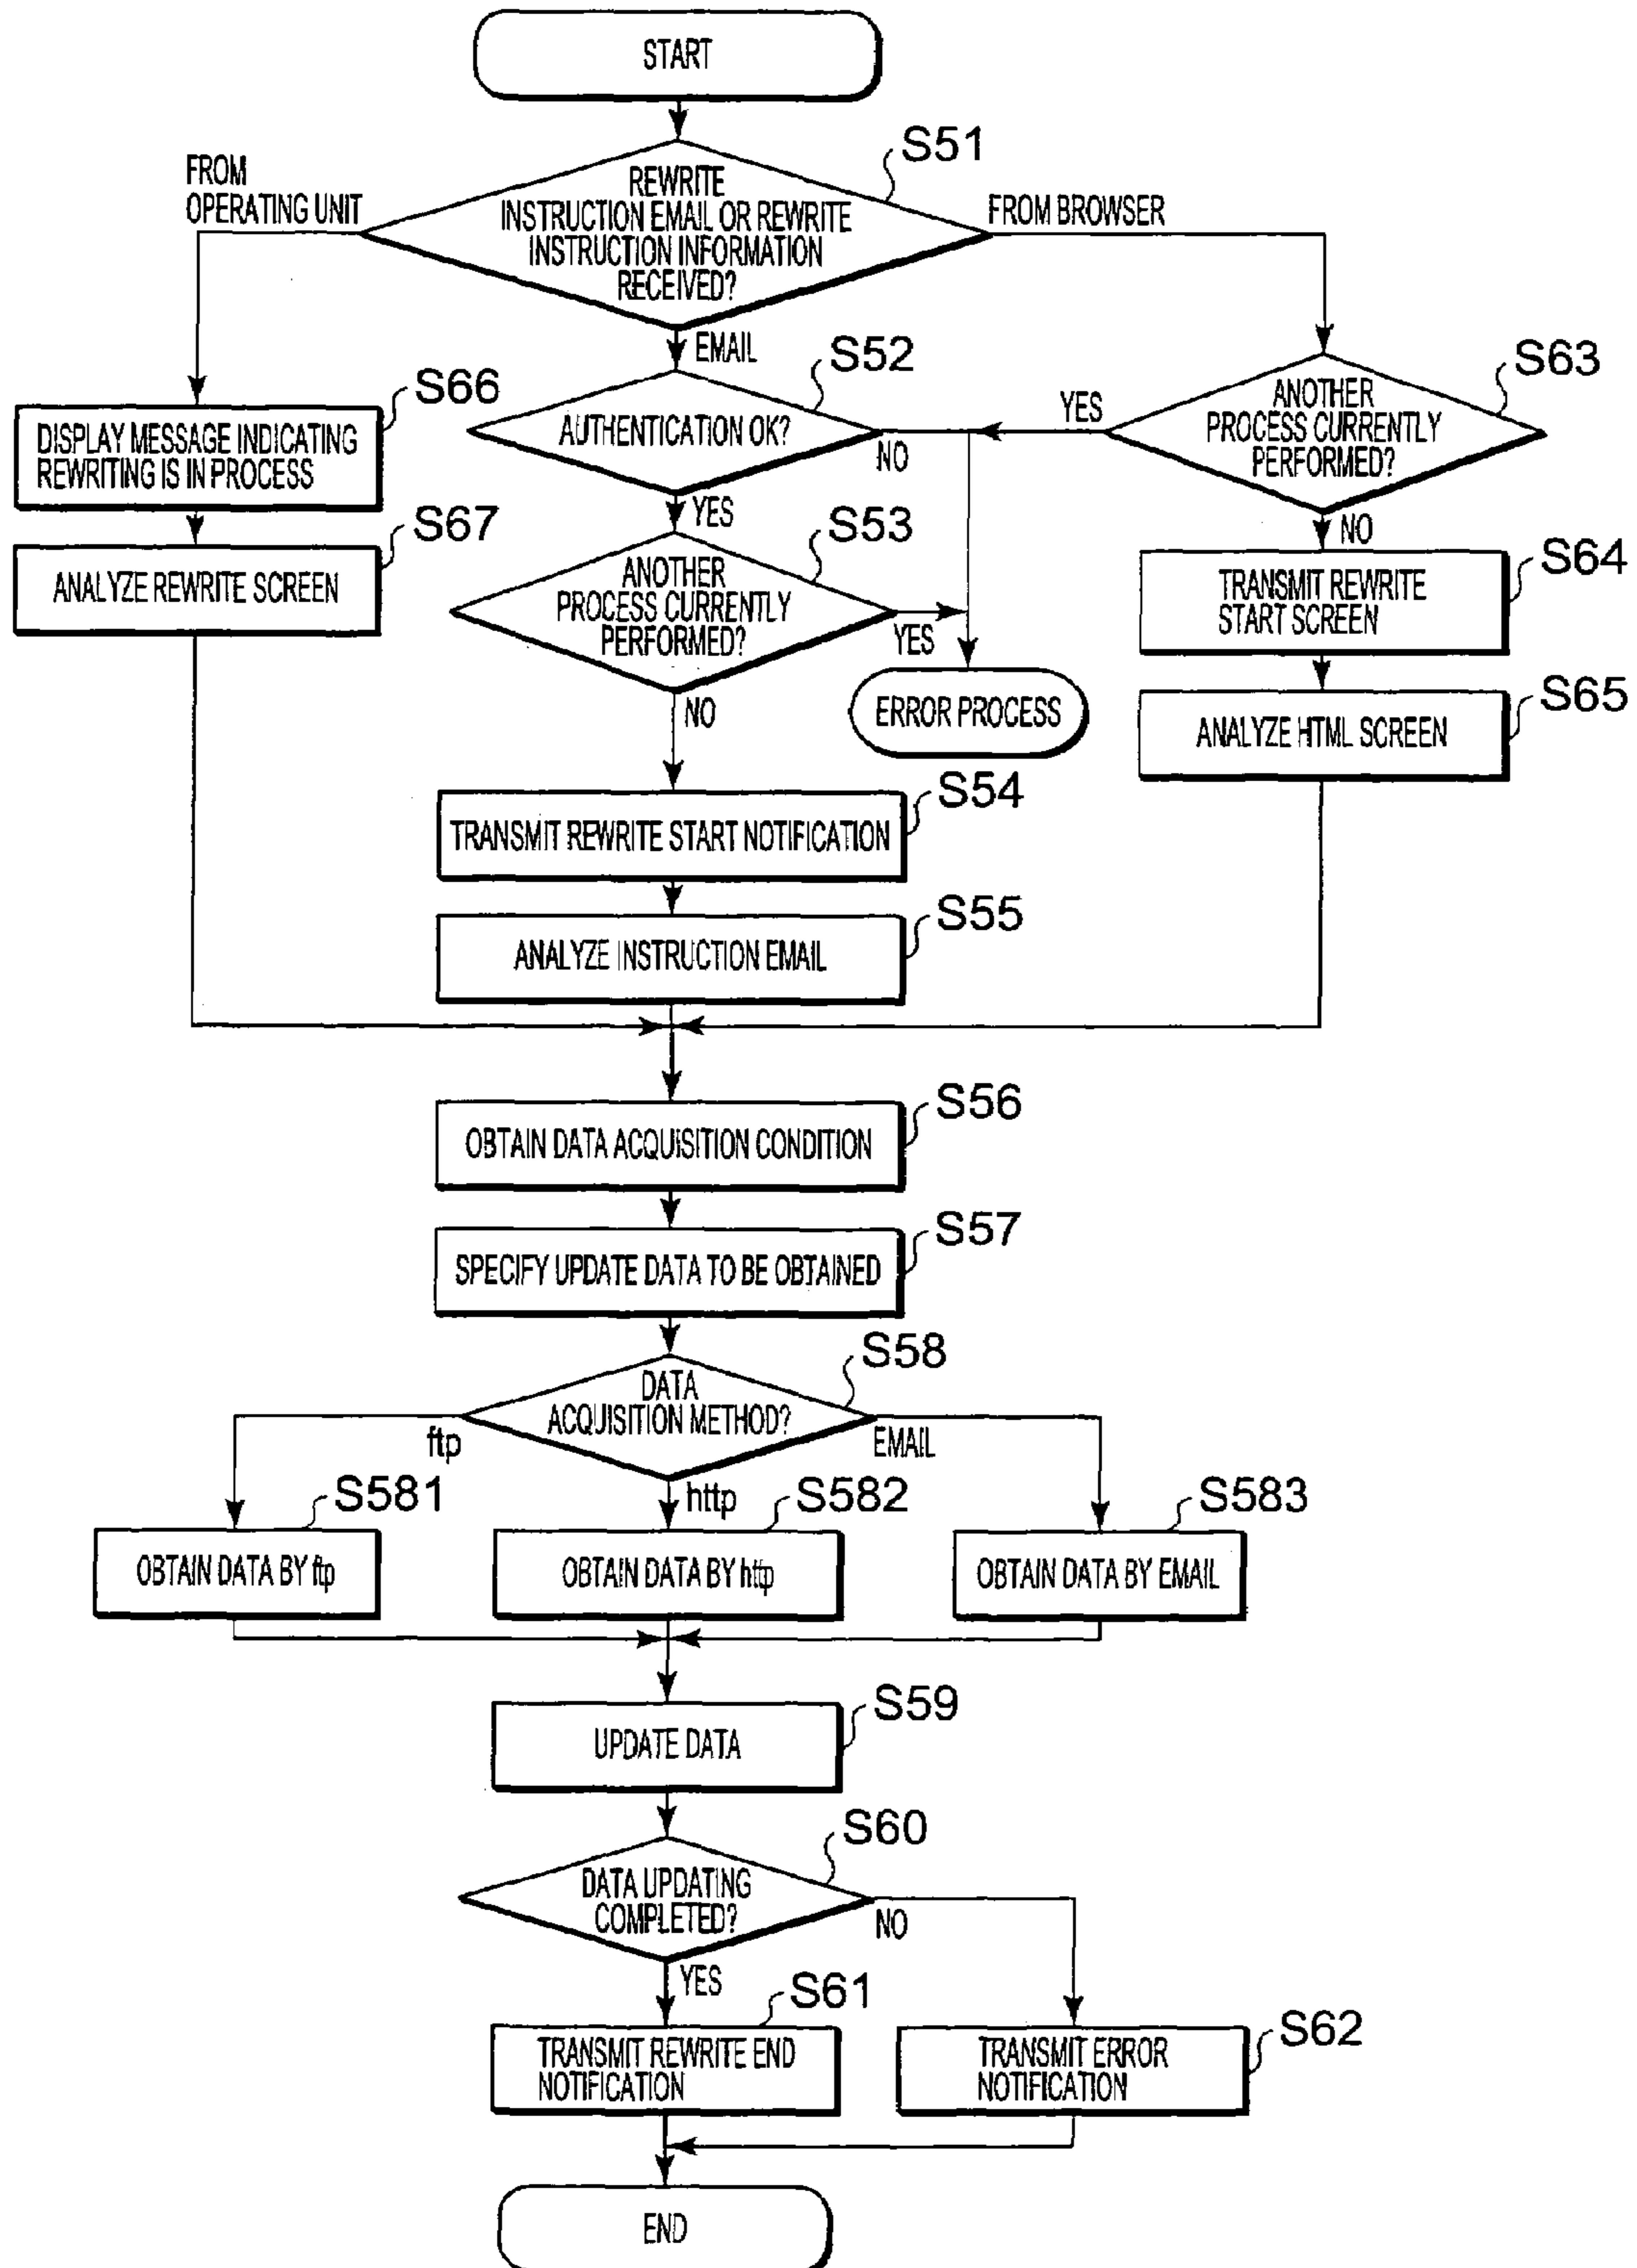 START
S51
FROM
OPERATING UNIT
REWRITE
INSTRUCTION EMAIL OR REWRITE
INSTRUCTION INFORMATION
RECEIVED?
FROM BROWSER
EMAIL
S52
AUTHENTICATION OK?
NO
YES
S63
ANOTHER
PROCESS CURRENTLY
PERFORMED?
YES
NO
S66
DISPLAY MESSAGE INDICATING
REWRITING IS IN PROCESS
S67
ANALYZE REWRITE SCREEN
S53
ANOTHER
PROCESS CURRENTLY
PERFORMED?
YES
NO
ERROR PROCESS
S64
TRANSMIT REWRITE
START SCREEN
S65
ANALYZE HTML SCREEN
S54
TRANSMIT REWRITE START NOTIFICATION
S55
ANALYZE INSTRUCTION EMAIL
S56
OBTAIN DATA ACQUISITION CONDITION
S57
SPECIFY UPDATE DATA TO BE OBTAINED
S58
DATA
ACQUISITION METHOD?
ftp
http
EMAIL
S581
OBTAIN DATA BY ftp
S582
OBTAIN DATA BY http
S583
OBTAIN DATA BY EMAIL
S59
UPDATE DATA
S60
DATA UPDATING
COMPLETED?
NO
YES
S61
TRANSMIT REWRITE END
NOTIFICATION
S62
TRANSMIT ERROR
NOTIFICATION
END